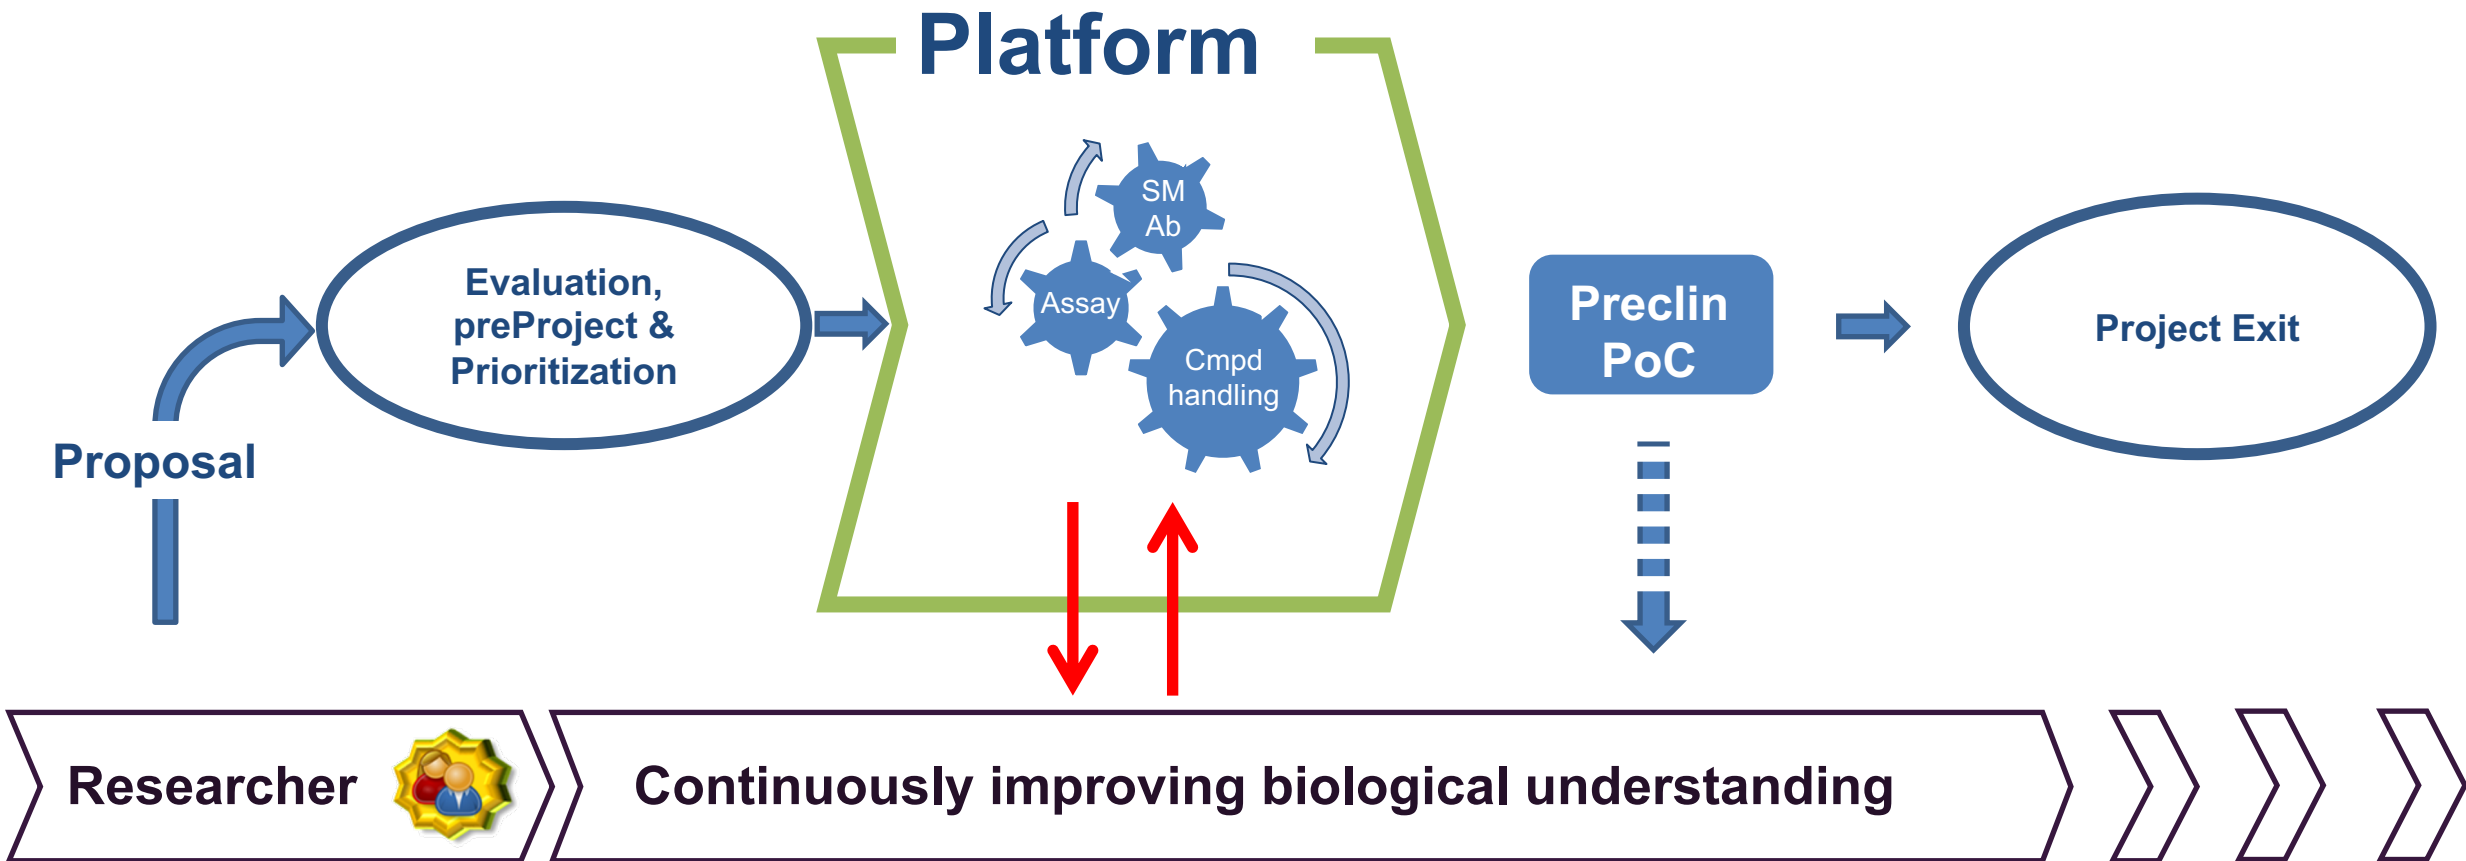 Platform
SM
Ab
Assay
Cmpd
handling
Evaluation,
preProject &
Prioritization
Proposal
Preclin
PoC
Project Exit
Researcher
Continuously improving biological understanding